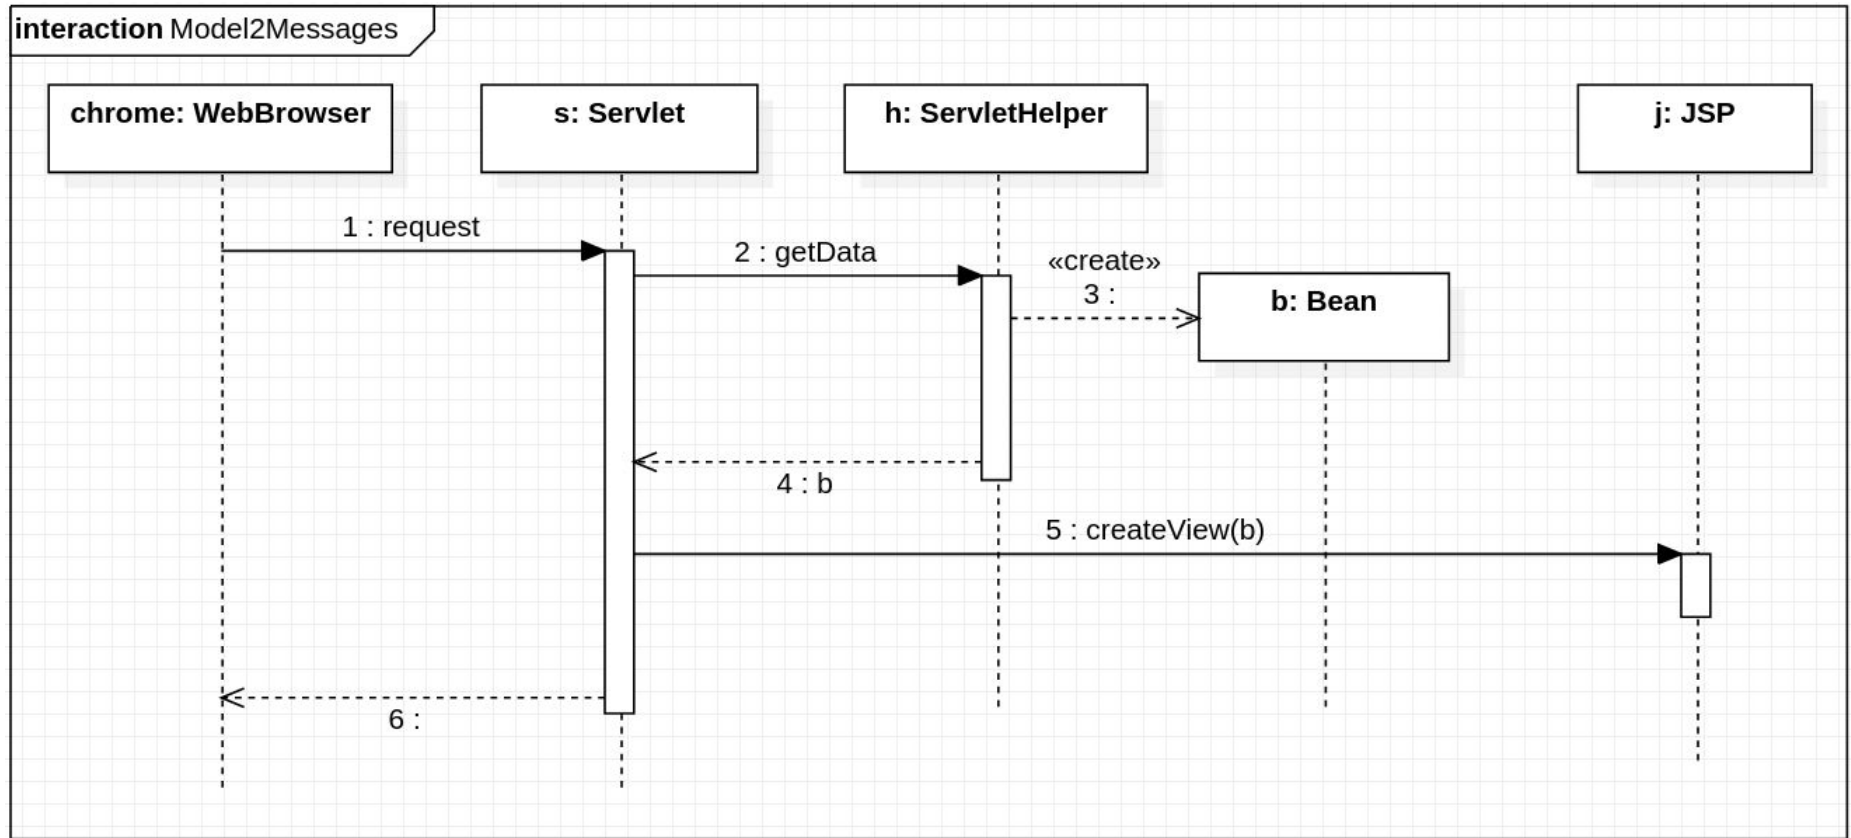 interaction Model2Messages
chrome: WebBrowser
s: Servlet
h: ServletHelper
j: JSP
1 : request
2 : getData
«create»
3 :
b: Bean
4 : b
5 : createView(b)
6 :